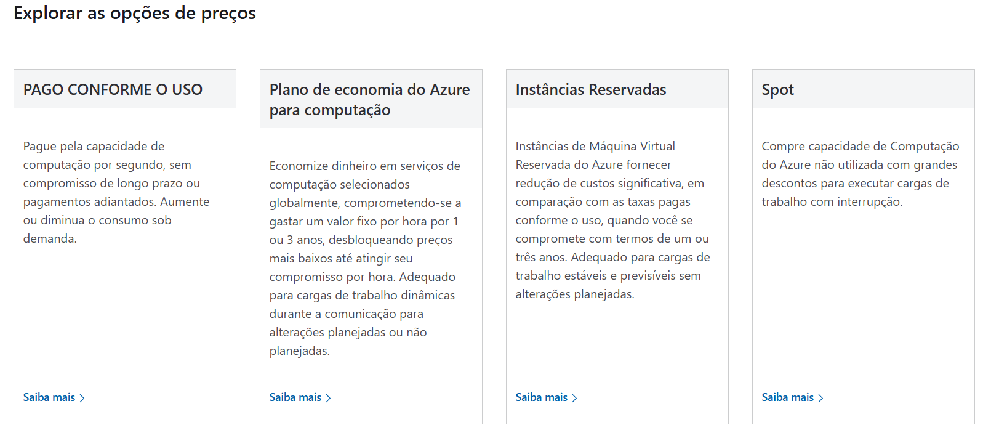 Explorar as opções de preços
PAGO CONFORME O USO
Pague pela capacidade de
computação por segundo, sem
compromisso de longo prazo ou
pagamentos adiantados. Aumente
ou diminua o consumo sob
demanda.
Saiba mais
Plano de economia do Azure
para computação
Economize dinheiro em serviços de
computação selecionados
globalmente, comprometendo-se a
gastar um valor fixo por hora por 1
ou 3 anos, desbloqueando preços
mais baixos até atingir seu
compromisso por hora. Adequado
para cargas de trabalho dinâmicas
durante a comunicação para
alterações planejadas ou não
planejadas.
Saiba mais
Instâncias Reservadas
Instâncias de Máquina Virtual
Reservada do Azure fornecer
redução de custos significativa, em
comparação com as taxas pagas
conforme o uso, quando você se
compromete com termos de um ou
três anos. Adequado para cargas de
trabalho estáveis e previsíveis sem
alterações planejadas.
Saiba mais
Spot
Compre capacidade de Computação
do Azure não utilizada com grandes
descontos para executar cargas de
trabalho com interrupção.
Saiba mais